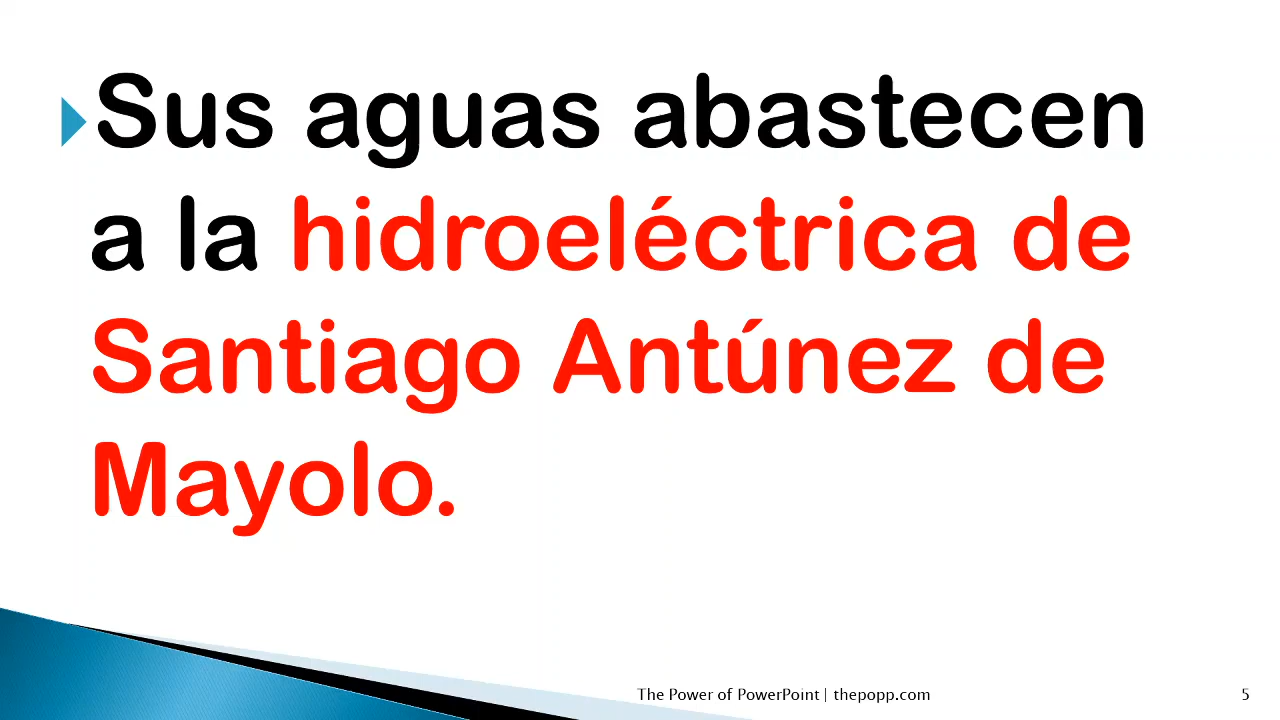 Sus aguas abastecen
a la hidroeléctrica de
Santiago Antúnez de
Mayolo.
The Power of PowerPoint | thepopp.com
5